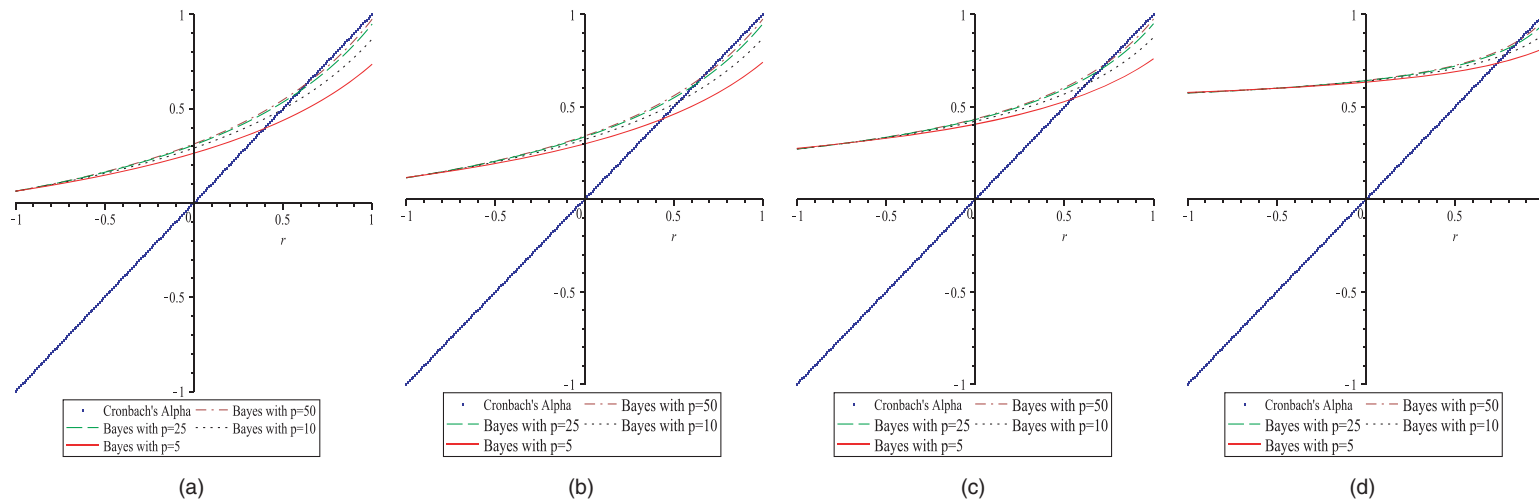 1
0.5
-1
-0.5
0
0.5
1
r
-0.5
-1
Cronbach's Alpha
Bayes with p=50
Bayes with p=25
Bayes with p=10
Bayes with p=5
(a)
1
0.5
-1
-0.5
0
0.5
1
r
-0.5
-1
Cronbach's Alpha
Bayes with p=50
Bayes with p=25
Bayes with p=10
Bayes with p=5
(b)
1
0.5
-1
-0.5
0
0.5
1
r
-0.5
-1
Cronbach's Alpha
Bayes with p=50
Bayes with p=25
Bayes with p=10
Bayes with p=5
(c)
1
0.5
-1
-0.5
0
0.5
r
-0.5
-1
Cronbach's Alpha
Bayes with p=50
Bayes with p=25
Bayes with p=10
Bayes with p=5
(d)